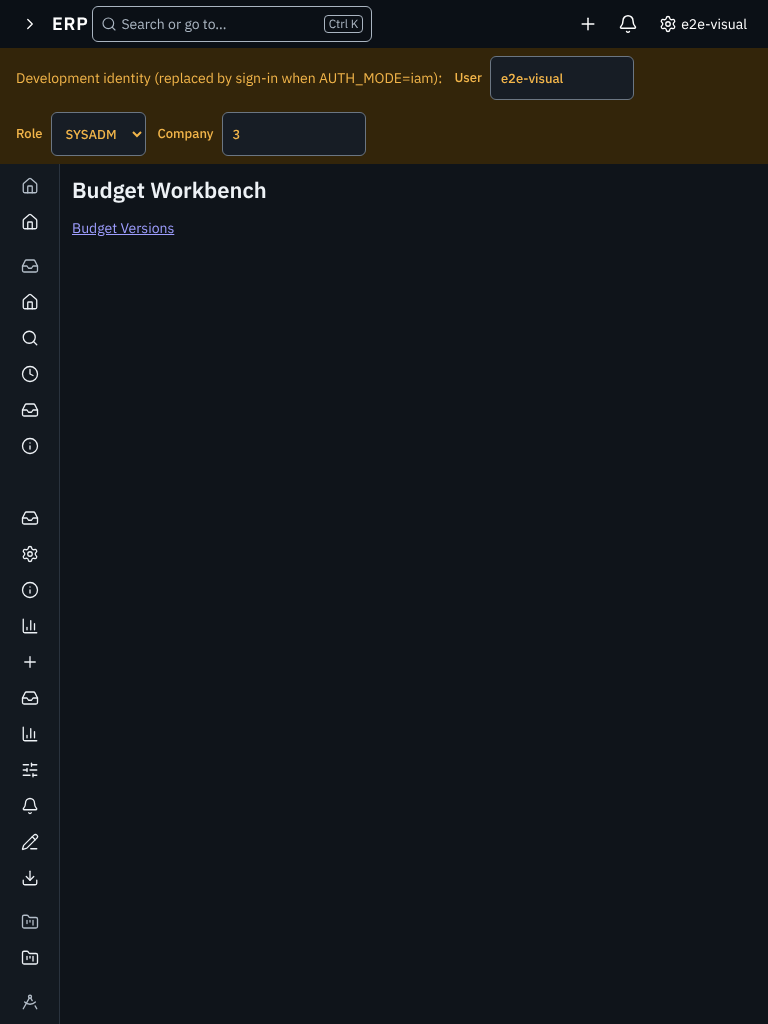 ERP Search or go to... Ctrl K e2e-visual
Development identity (replaced by sign-in when AUTH_MODE=iam): User e2e-visual
Role SYSADM Company 3
Budget Workbench
Budget Versions